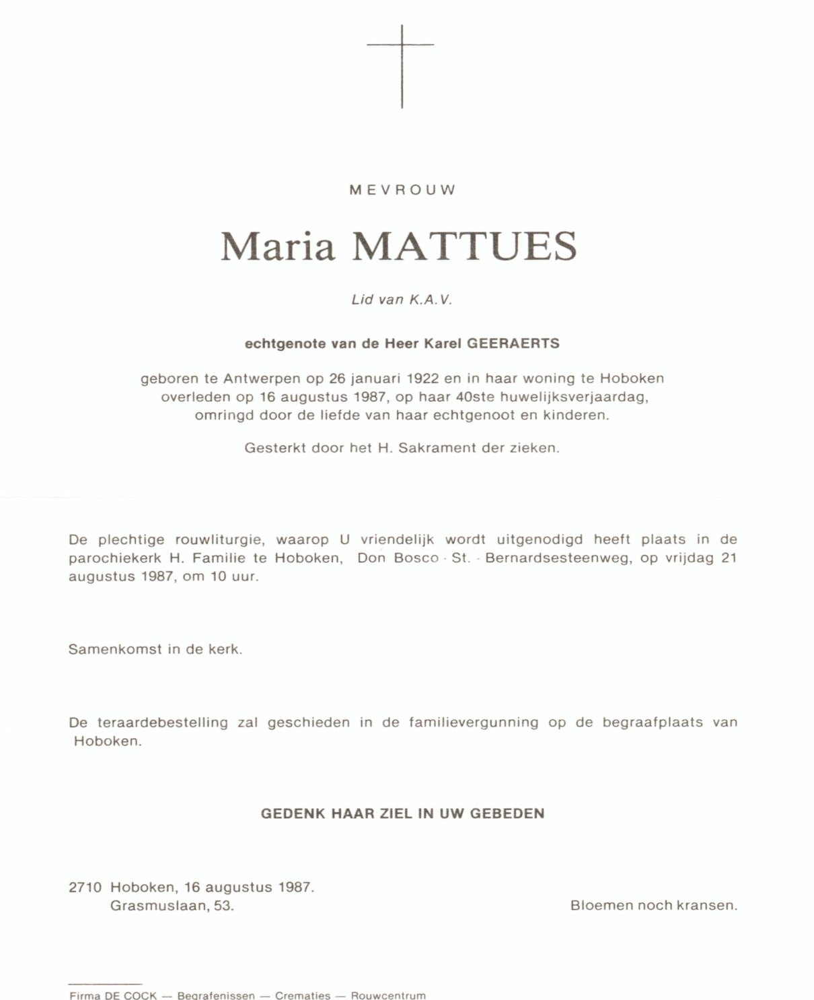 MEVROUW
Maria MATTUES
Lid van K.A.V.
echtgenote van de Heer Karel GEERAERTS
geboren te Antwerpen op 26 januari 1922 en in haar woning te Hoboken
overleden op 16 augustus 1987, op haar 40ste huwelijksverjaardag,
omringd door de liefde van haar echtgenoot en kinderen.
Gesterkt door het H. Sakrament der zieken.
De plechtige rouwliturgie, waarop U vriendelijk wordt uitgenodigd heeft plaats in de
parochiekerk H. Familie te Hoboken, Don Bosco - St. - Bernardsesteenweg, op vrijdag 21
augustus 1987, om 10 uur.
Samenkomst in de kerk.
De teraardebestelling zal geschieden in de familievergunning op de begraafplaats van
Hoboken.
GEDENK HAAR ZIEL IN UW GEBEDEN
2710 Hoboken, 16 augustus 1987.
Grasmuslaan, 53.
Bloemen noch kransen.
Firma DE COCK — Begrafenissen — Crematies — Rouwcentrum